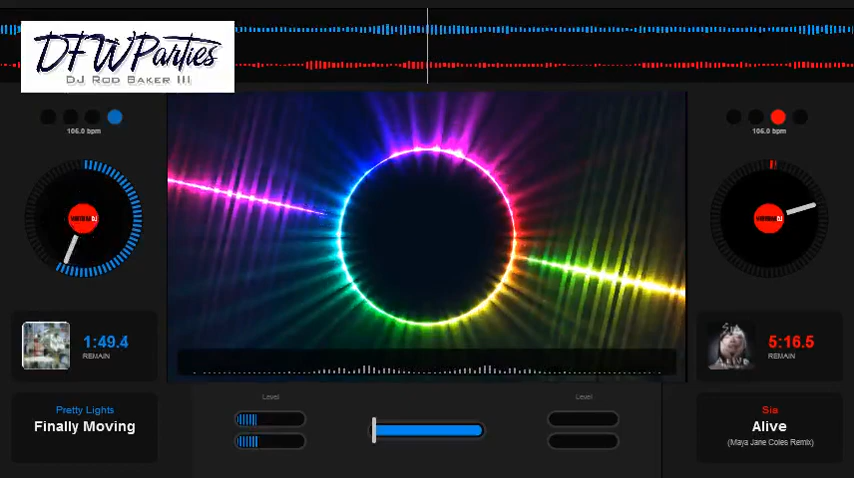 DFWParties
DJ Rod Baker III
106.0 bpm
106.0 bpm
1:49.4
REMAIN
5:16.5
REMAIN
Pretty Lights
Finally Moving
Level
Level
Sia
Alive
(Maya Jane Coles Remix)